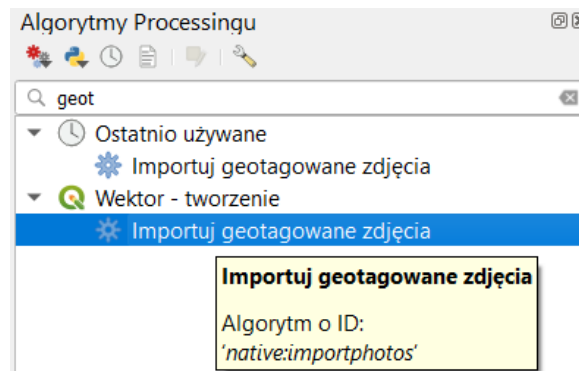 Algorytmy Processingu
geot
Ostatnio używane
Importuj geotagowane zdjęcia
Wektor - tworzenie
Importuj geotagowane zdjęcia
Importuj geotagowane zdjęcia
Algorytm o ID:
'native:importphotos'